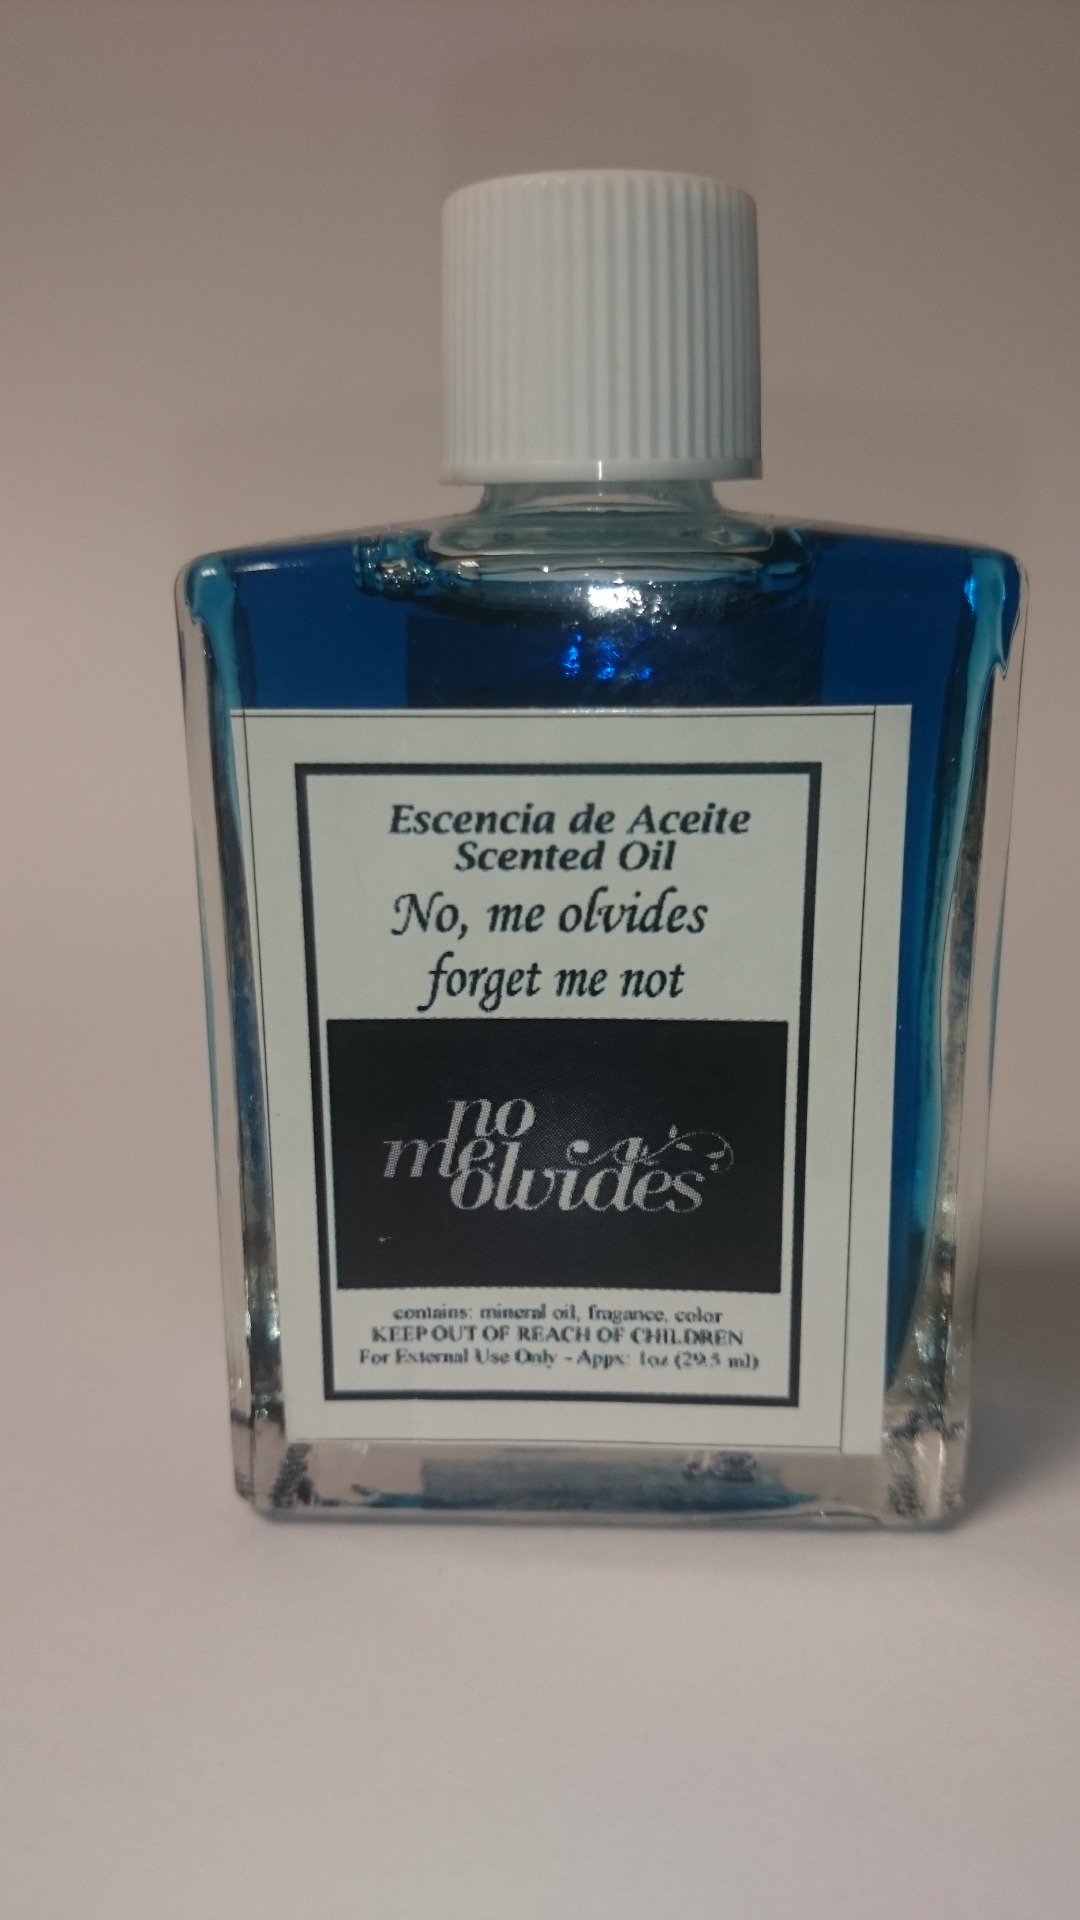 Escencia de Aceite
Scented Oil
No, me olvides
forget me not
no
me
olvides
contains: mineral oil, fragance, color
KEEP OUT OF REACH OF CHILDREN
For External Use Only - Appx: 1oz (29.5 ml)